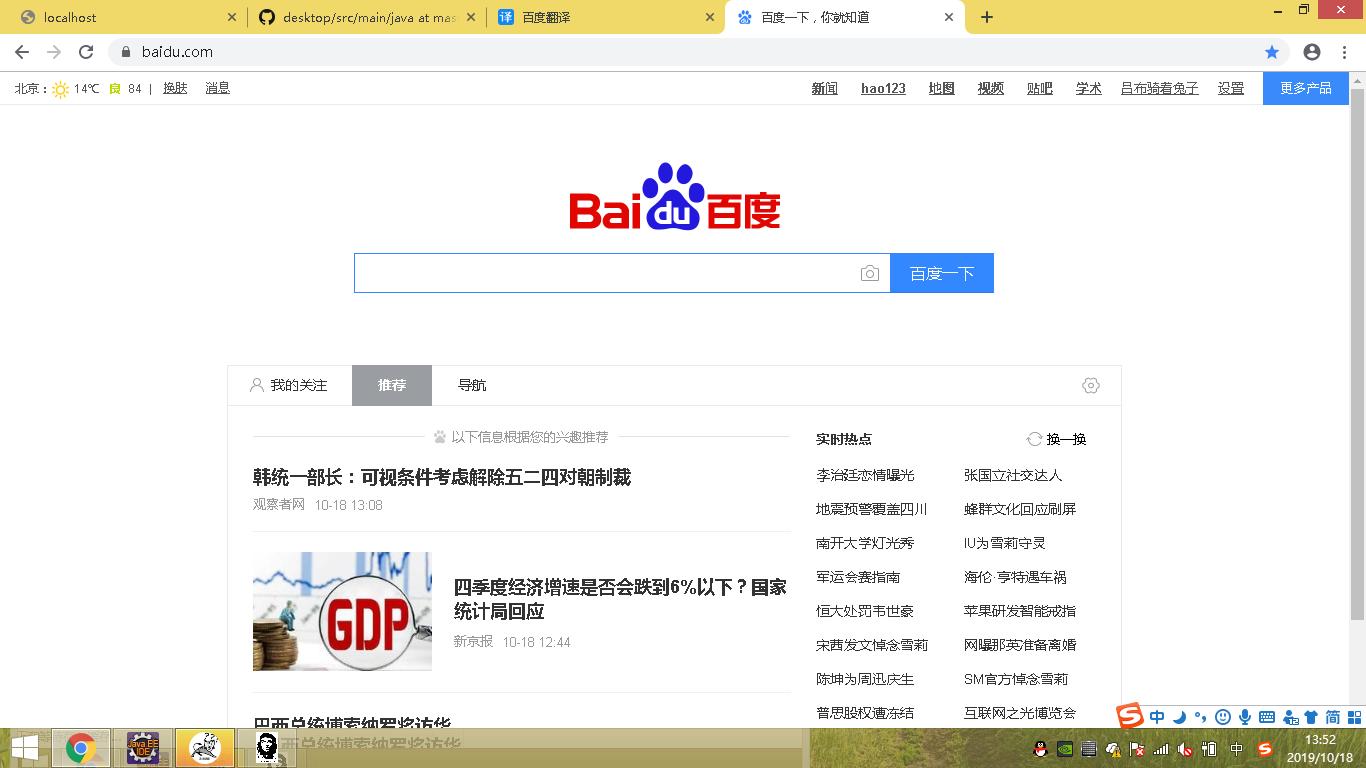 localhost
desktop/src/main/java at mas
百度翻译
百度一下，你就知道
baidu.com
北京： 14℃ 良 84 | 换肤 消息
新闻 hao123 地图 视频 贴吧 学术 吕布骑着兔子 设置 更多产品
Bai du 百度
百度一下
我的关注 推荐 导航
以下信息根据您的兴趣推荐
韩统一部长：可视条件考虑解除五二四对朝制裁
观察者网 10-18 13:08
GDP
四季度经济增速是否会跌到6%以下？国家
统计局回应
新京报 10-18 12:44
巴西总统博索纳罗将访华
实时热点 换一换
李治廷恋情曝光 张国立社交达人
地震预警覆盖四川 蜂群文化回应刷屏
南开大学灯光秀 IU为雪莉守灵
军运会赛指南 海伦·亨特遇车祸
恒大处罚韦世豪 苹果研发智能戒指
宋茜发文悼念雪莉 网曝那英准备离婚
陈坤为周迅庆生 SM官方悼念雪莉
普思股权遭冻结 互联网之光博览会
中 简
Java EE
IDE
中
13:52
2019/10/18